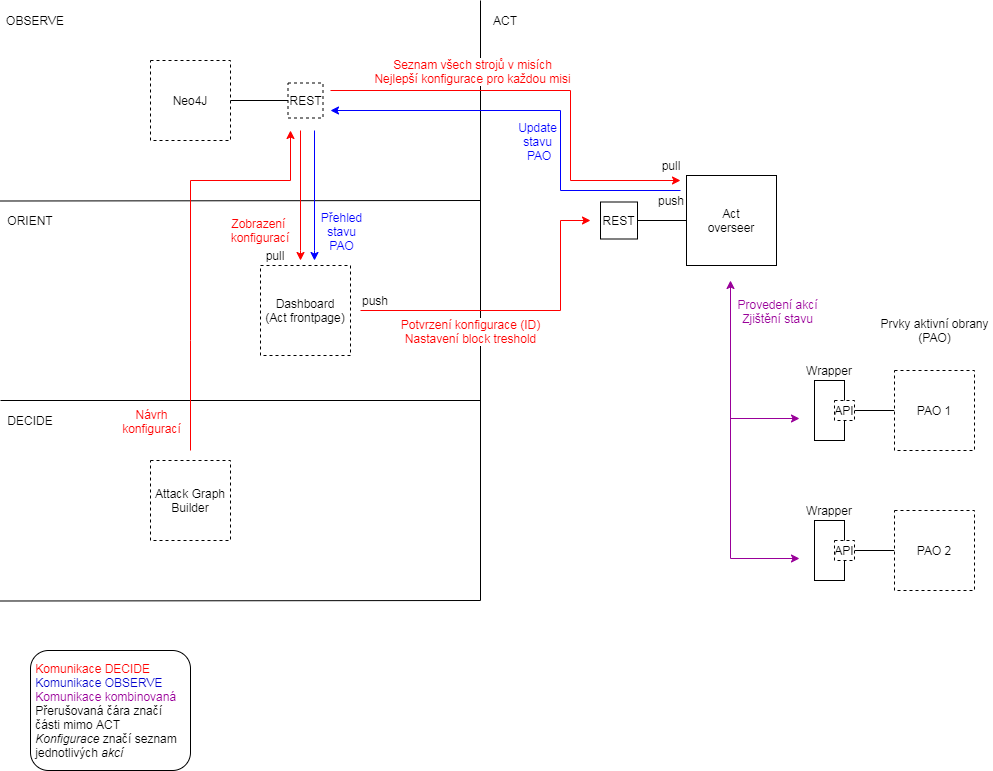 OBSERVE
ACT
Seznam všech strojů v misích
Nejlepší konfigurace pro každou misi
Neo4J
REST
Update
stavu
PAO
pull
push
Act
overseer
REST
ORIENT
Zobrazení
konfigurací
Přehled
stavu
PAO
pull
Dashboard
(Act frontpage)
push
Potvrzení konfigurace (ID)
Nastavení block treshold
Provedení akcí
Zjištění stavu
Prvky aktivní obrany
(PAO)
Wrapper
API
PAO 1
DECIDE
Návrh
konfigurací
Attack Graph
Builder
Wrapper
API
PAO 2
Komunikace DECIDE
Komunikace OBSERVE
Komunikace kombinovaná
Přerušovaná čára značí
části mimo ACT
Konfigurace značí seznam
jednotlivých akcí